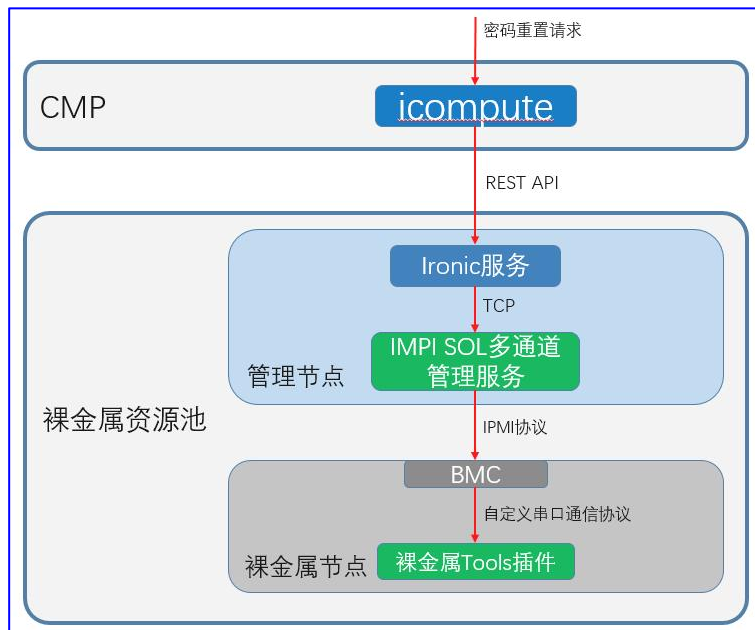 密码重置请求
CMP
icompute
REST API
Ironic服务
TCP
IMPI SOL多通道
管理服务
管理节点
裸金属资源池
IPMI协议
BMC
自定义串口通信协议
裸金属节点
裸金属Tools插件